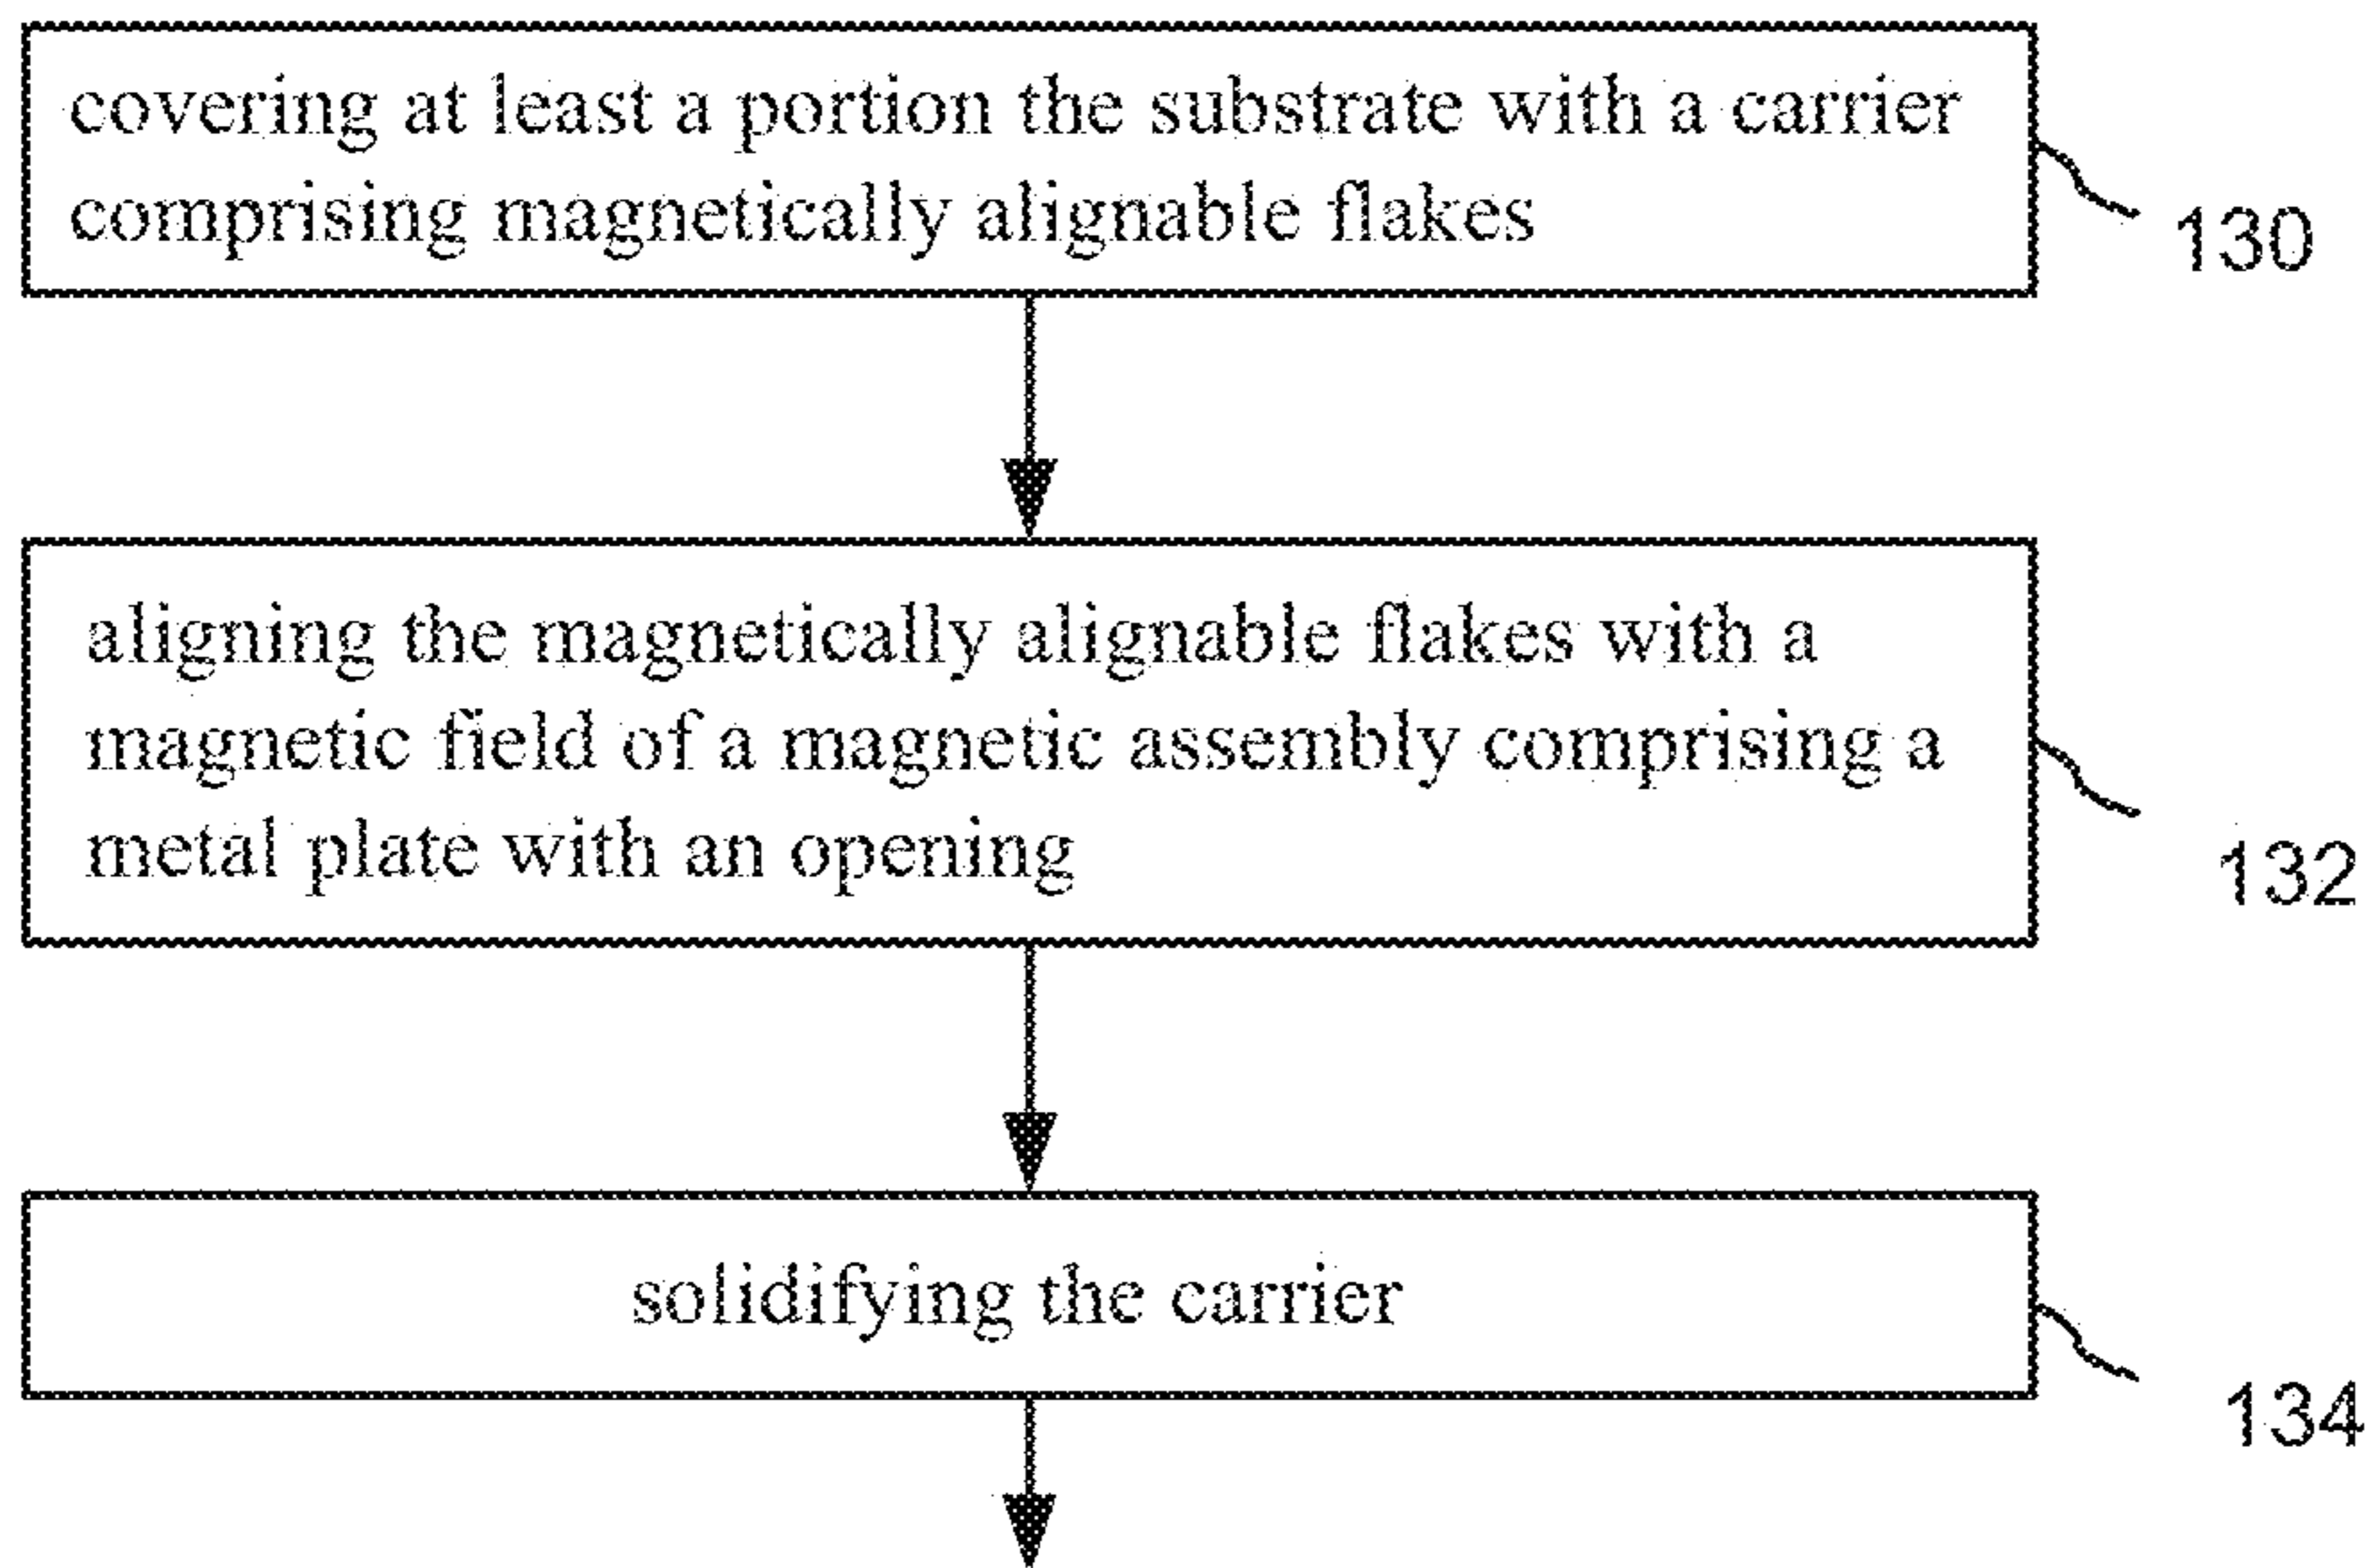 covering at least a portion the substrate with a carrier
comprising magnetically alignable flakes
130
aligning the magnetically alignable flakes with a
magnetic field of a magnetic assembly comprising a
metal plate with an opening
132
solidifying the carrier
134